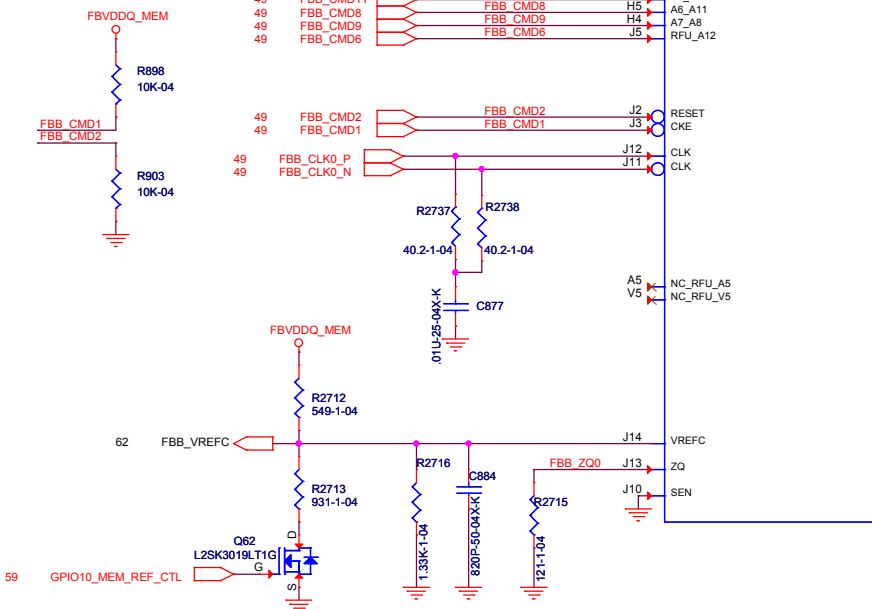 49 FBB_CMD11
49 FBB_CMD8 FBB_CMD8 H5 A6_A11
49 FBB_CMD9 FBB_CMD9 H4 A7_A8
49 FBB_CMD6 FBB_CMD6 J5 RFU_A12
FBVDDQ_MEM
R898
10K-04
FBB_CMD1
FBB_CMD2
R903
10K-04
49 FBB_CMD2 FBB_CMD2 J2 RESET
49 FBB_CMD1 FBB_CMD1 J3 CKE
49 FBB_CLK0_P J12 CLK
49 FBB_CLK0_N J11 CLK
R2737 R2738
40.2-1-04 40.2-1-04
A5 NC_RFU_A5
V5 NC_RFU_V5
C877
.01U-25-04X-K
FBVDDQ_MEM
R2712
549-1-04
62 FBB_VREFC J14 VREFC
R2716
C884
FBB_ZQ0 J13 ZQ
J10 SEN
R2713
931-1-04
R2715
1.33K-1-04
820P-50-04X-K
121-1-04
Q62
L2SK3019LT1G
D
G
S
59 GPIO10_MEM_REF_CTL